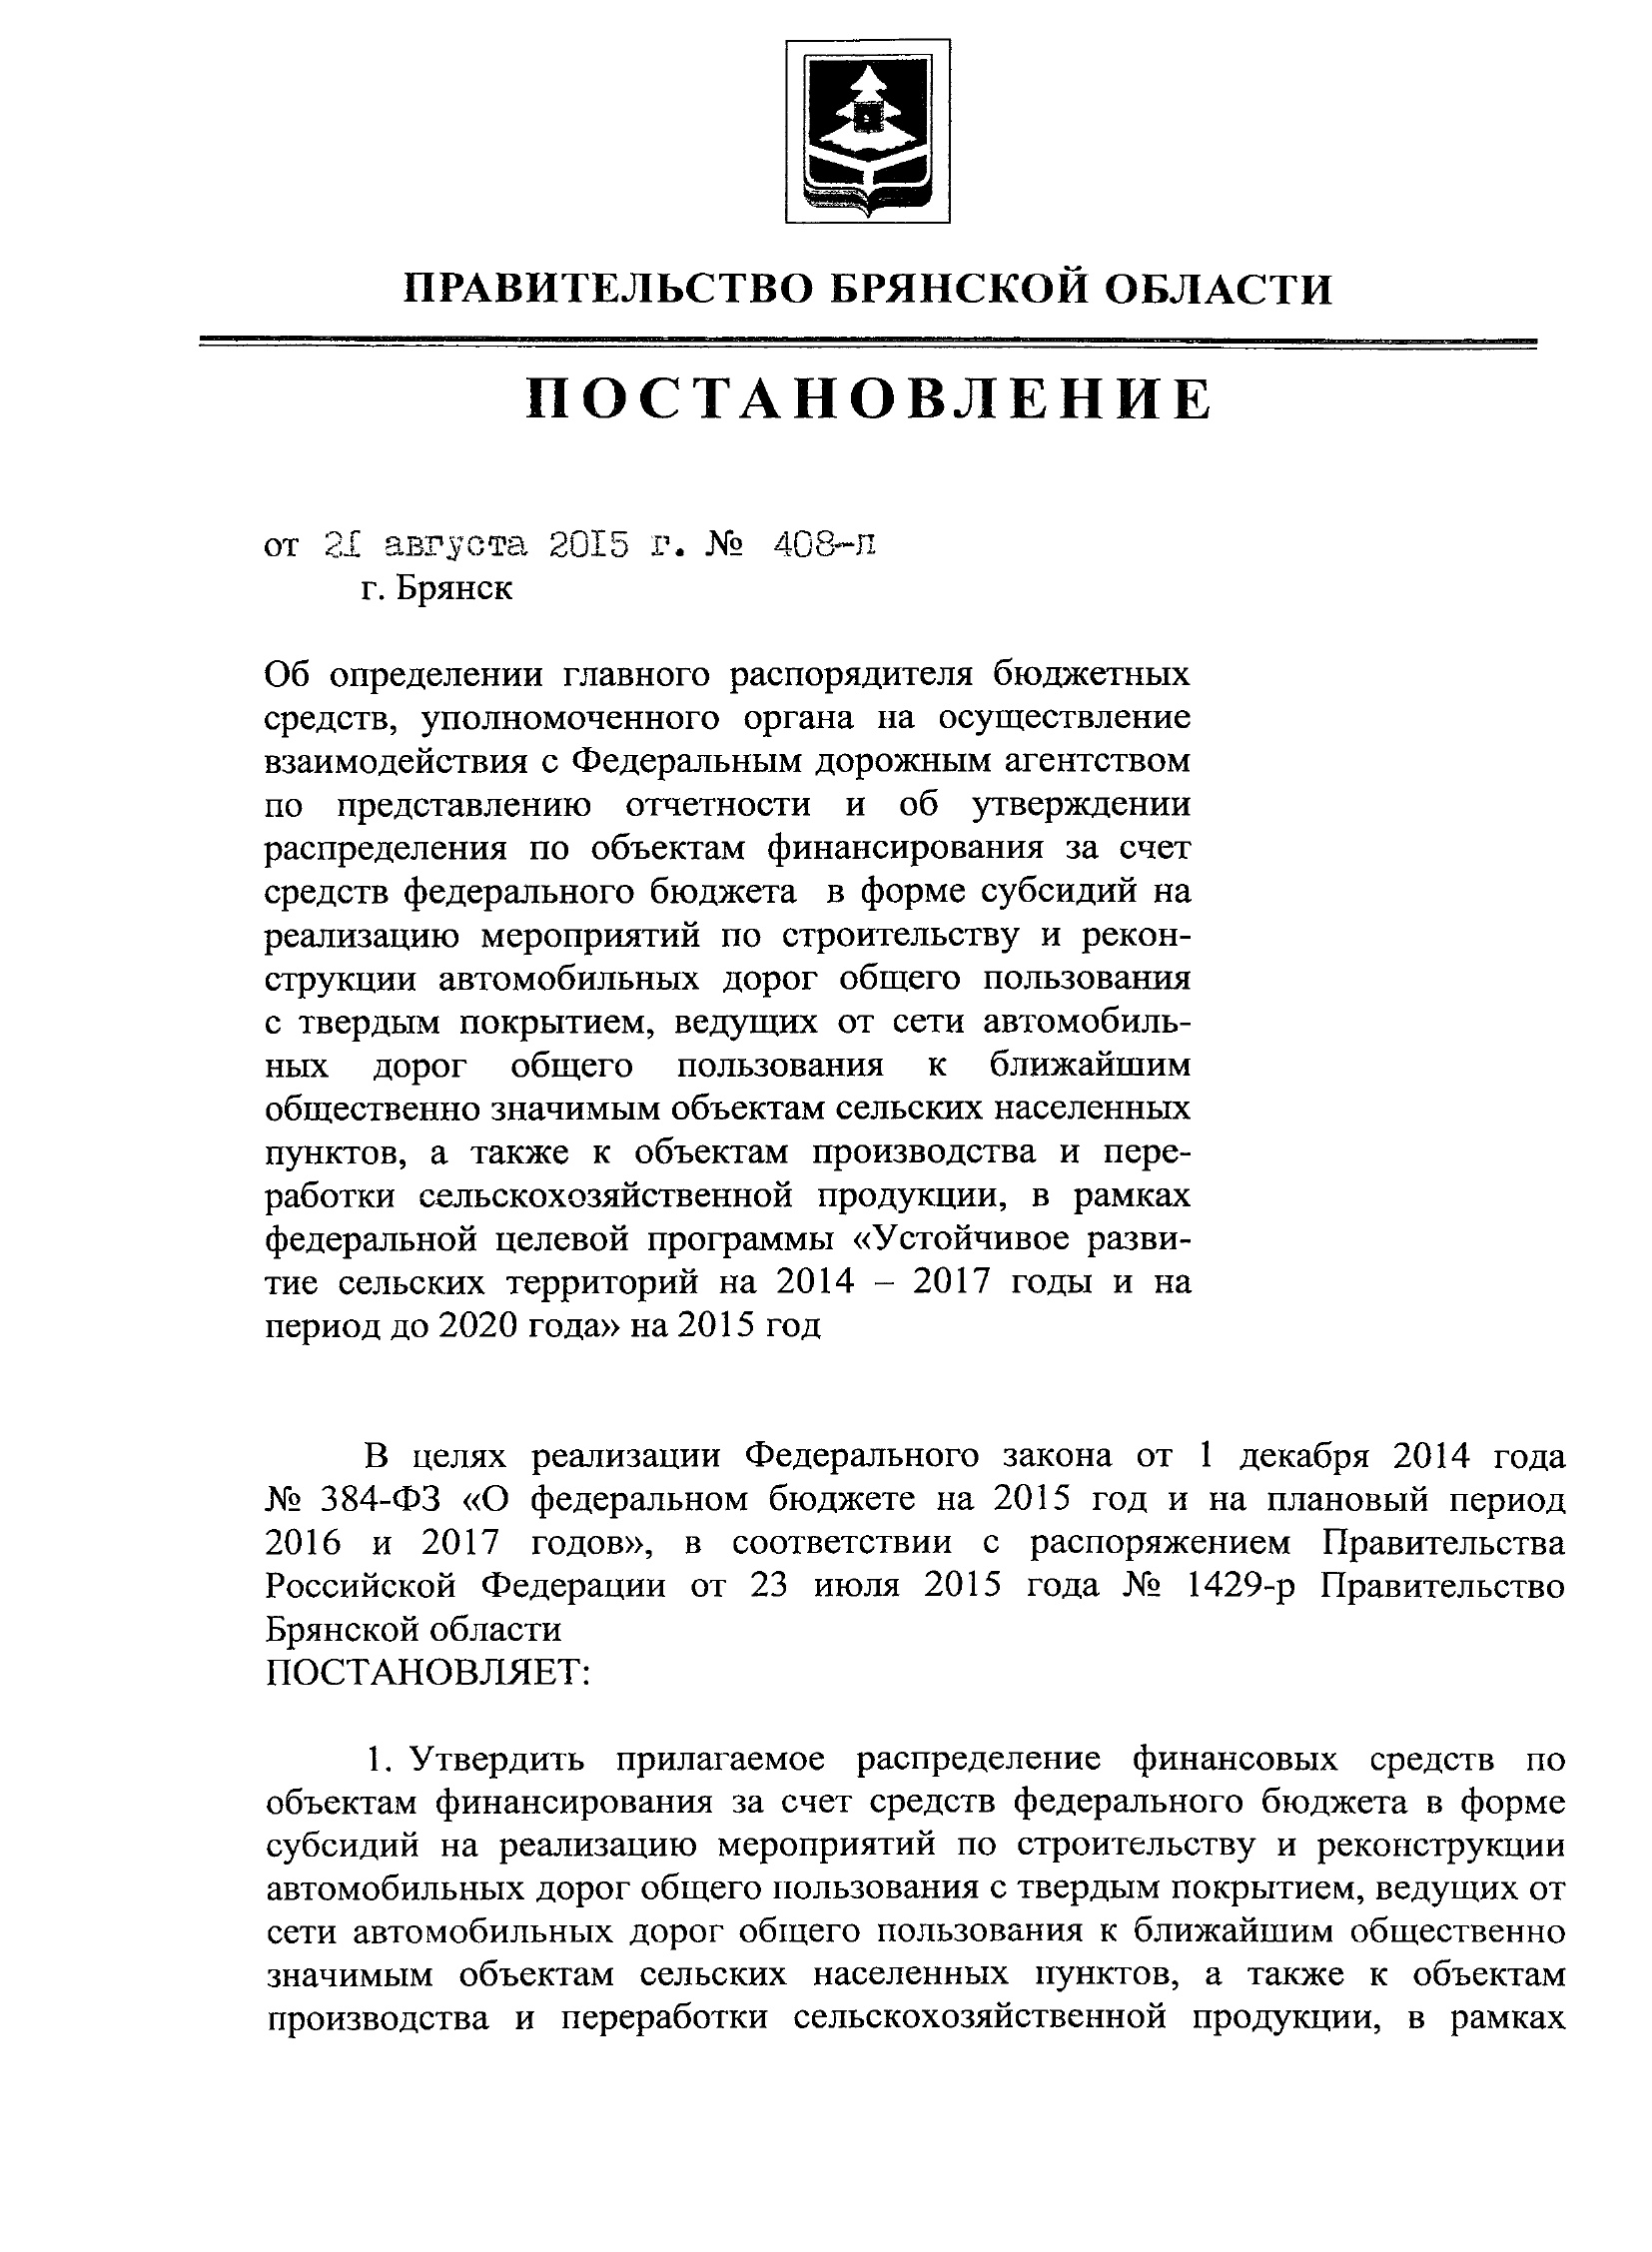 ПРАВИТЕЛЬСТВО БРЯНСКОЙ ОБЛАСТИ
ПОСТАНОВЛЕНИЕ
от 21 августа 2015 г. № 408-п
г. Брянск
Об определении главного распорядителя бюджетных
средств, уполномоченного органа на осуществление
взаимодействия с Федеральным дорожным агентством
по представлению отчетности и об утверждении
распределения по объектам финансирования за счет
средств федерального бюджета в форме субсидий на
реализацию мероприятий по строительству и рекон-
струкции автомобильных дорог общего пользования
с твердым покрытием, ведущих от сети автомобиль-
ных дорог общего пользования к ближайшим
общественно значимым объектам сельских населенных
пунктов, а также к объектам производства и пере-
работки сельскохозяйственной продукции, в рамках
федеральной целевой программы «Устойчивое разви-
тие сельских территорий на 2014 – 2017 годы и на
период до 2020 года» на 2015 год
В целях реализации Федерального закона от 1 декабря 2014 года
№ 384-ФЗ «О федеральном бюджете на 2015 год и на плановый период
2016 и 2017 годов», в соответствии с распоряжением Правительства
Российской Федерации от 23 июля 2015 года № 1429-р Правительство
Брянской области
ПОСТАНОВЛЯЕТ:
1. Утвердить прилагаемое распределение финансовых средств по
объектам финансирования за счет средств федерального бюджета в форме
субсидий на реализацию мероприятий по строительству и реконструкции
автомобильных дорог общего пользования с твердым покрытием, ведущих от
сети автомобильных дорог общего пользования к ближайшим общественно
значимым объектам сельских населенных пунктов, а также к объектам
производства и переработки сельскохозяйственной продукции, в рамках